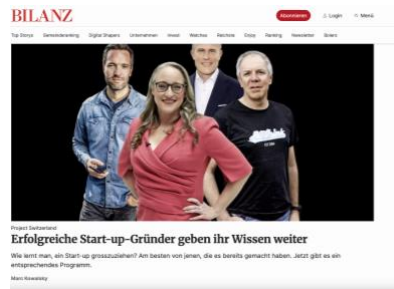 BILANZ
Abonnieren
Login
Menü
Top Storys Gemeinderanking Digital Shapers Unternehmen Invest Watches Reichste Enjoy Ranking Newsletter
Project Switzerland
Erfolgreiche Start-up-Gründer geben ihr Wissen weiter
Wie lernt man, ein Start-up grosszuziehen? Am besten von jenen, die es bereits gemacht haben. Jetzt gibt es ein
entsprechendes Programm.
Marc Kowalsky